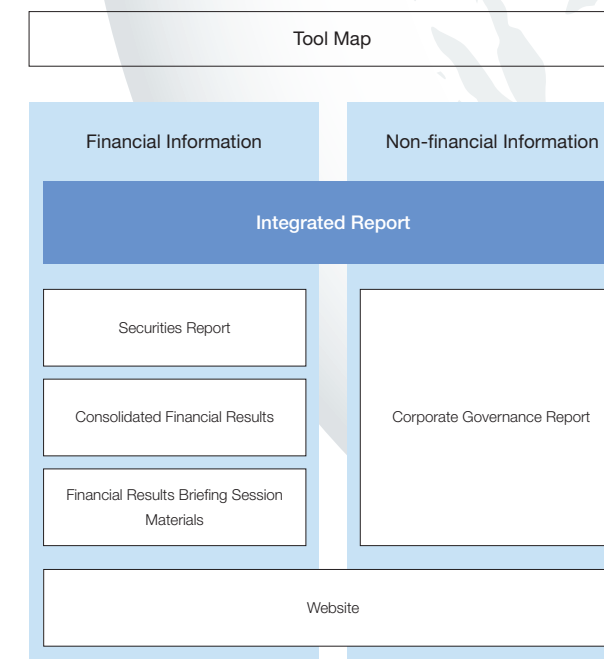 Tool Map
Financial Information
Non-financial Information
Integrated Report
Securities Report
Consolidated Financial Results
Financial Results Briefing Session
Materials
Corporate Governance Report
Website